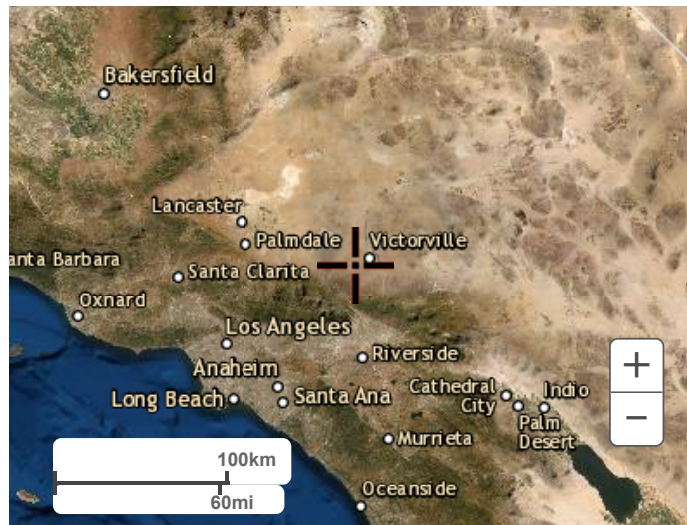 Bakersfield
Lancaster
Palmdale
Victorville
anta Barbara
Santa Clarita
Oxnard
Los Angeles
Riverside
Anaheim
Cathedral
City
Indio
Long Beach
Santa Ana
Palm
Desert
Murrieta
Oceanside
100km
60mi
+
−